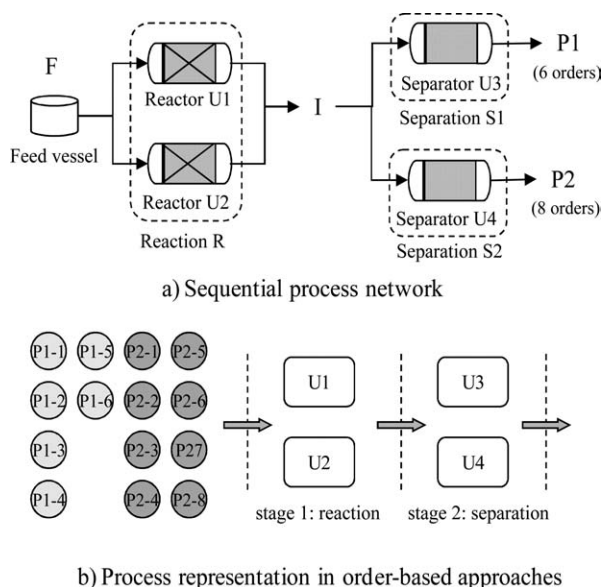 F
Feed vessel
Reactor U1
Reactor U2
Reaction R
I
Separator U3
Separation S1
P1
(6 orders)
Separator U4
Separation S2
P2
(8 orders)
a) Sequential process network
P1-1 P1-5 P2-1 P2-5
P1-2 P1-6 P2-2 P2-6
P1-3 P2-3 P27
P1-4 P2-4 P2-8
U1
U2
stage 1: reaction
U3
U4
stage 2: separation
b) Process representation in order-based approaches